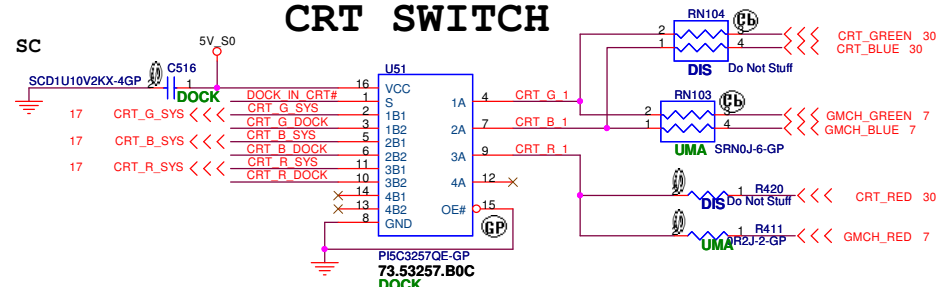 CRT SWITCH
SC
5V_S0
SCD1U10V2KX-4GP
C516
2
1
DOCK
U51
DOCK_IN_CRT#
16 VCC
1 S
17 CRT_G_SYS
2 1B1
CRT_G_DOCK
3 1B2
17 CRT_B_SYS
CRT_B_SYS
5 2B1
CRT_B_DOCK
6 2B2
17 CRT_R_SYS
CRT_R_SYS
11 3B1
CRT_R_DOCK
10 3B2
14 4B1
13 4B2
8 GND
1A 4 CRT_G_1
2A 7 CRT_B_1
3A 9 CRT_R_1
4A 12
OE# 15
GP
PI5C3257QE-GP
73.53257.B0C
DOCK
RN104
2 3 CRT_GREEN 30
1 4 CRT_BLUE 30
DIS Do Not Stuff
RN103
2 3 GMCH_GREEN 7
1 4 GMCH_BLUE 7
UMA SRN0J-6-GP
1 R420 CRT_RED 30
DIS Do Not Stuff
1 R411 GMCH_RED 7
UMA 0R2J-2-GP